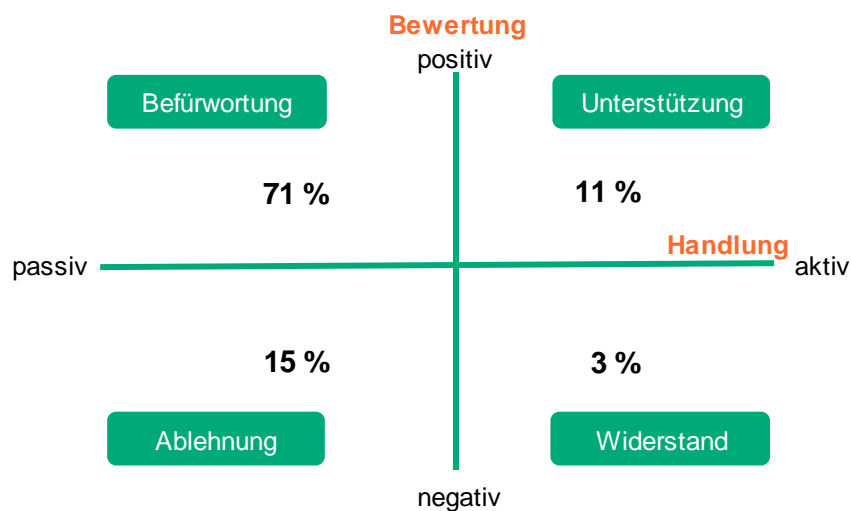 Bewertung
positiv
Befürwortung
Unterstützung
71 %
11 %
Handlung
passiv
aktiv
15 %
3 %
Ablehnung
Widerstand
negativ